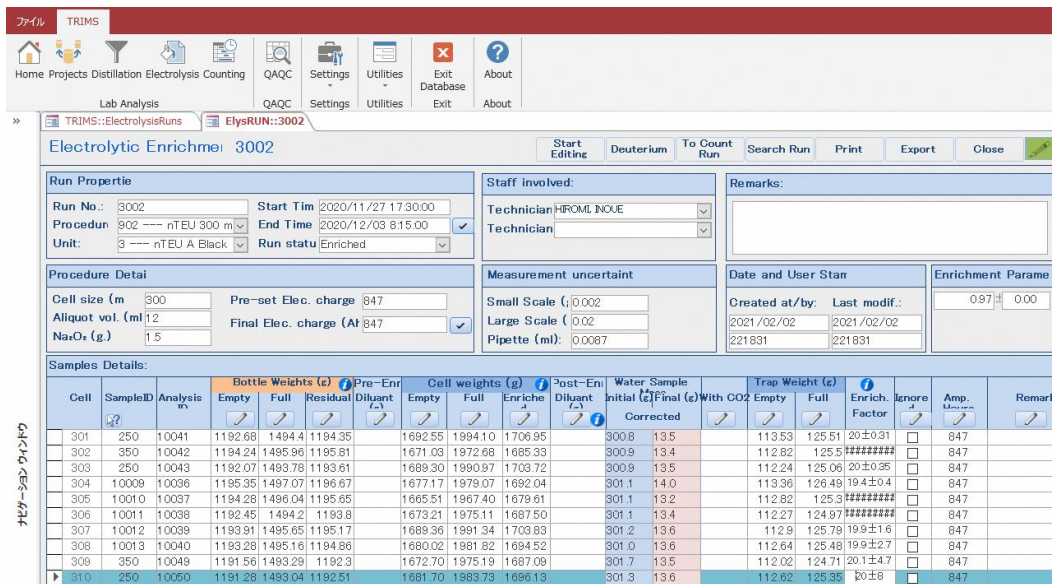 ファイル TRIMS
Home Projects Distillation Electrolysis Counting QAQC Settings Utilities Exit Database About
Lab Analysis QAQC Settings Utilities Exit About
» TRIMS::ElectrolysisRuns ElysRUN::3002
Electrolytic Enrichme 3002 Start Editing Deuterium To Count Run Search Run Print Export Close
Run Propertie Staff involved: Remarks:
Run No.: 3002 Start Tim 2020/11/27 17:30:00 Technician HIROMI, INOUE
Procedur 902 --- nTEU 300 m End Time 2020/12/03 8:15:00 Technician
Unit: 3 --- nTEU A Black Run statu Enriched
Procedure Detai Measurement uncertaint Date and User Stam Enrichment Parame
Cell size (m 300 Pre-set Elec. charge 847 Small Scale (; 0.002 Created at/by: Last modif.: 0.97 ± 0.00
Aliquot vol. (ml 12 Final Elec. charge (Ah 847 Large Scale ( 0.02 2021/02/02 2021/02/02
Na₂O₂ (g.) 1.5 Pipette (ml): 0.0087 221831 221831
Samples Details:
Bottle Weights (g) Pre-Enr Cell weights (g) Post-En Water Sample Trap Weight (g)
Cell SampleID Analysis Empty Full Residual Diluant Empty Full Enriche Diluant Initial (g) Final (g) With CO2 Empty Full Enrich. Factor Ignore Amp. Hours Remark
Corrected
301 250 10041 1192.68 1494.4 1194.35 1692.55 1994.10 1706.95 300.8 13.5 113.53 125.51 20±0.31 847
302 350 10042 1194.24 1495.96 1195.81 1671.03 1972.68 1685.33 300.9 13.4 112.82 125.5 ######### 847
303 250 10043 1192.07 1493.78 1193.61 1689.30 1990.97 1703.72 300.9 13.5 112.24 125.06 20±0.35 847
304 10009 10036 1195.35 1497.07 1196.67 1677.17 1979.07 1692.04 301.1 14.0 113.36 126.49 19.4±0.4 847
305 10010 10037 1194.28 1496.04 1195.65 1665.51 1967.40 1679.61 301.1 13.2 112.82 125.3 ######### 847
306 10011 10038 1192.45 1494.2 1193.8 1673.21 1975.11 1687.50 301.1 13.4 112.27 124.97 ######### 847
307 10012 10039 1193.91 1495.65 1195.17 1689.36 1991.34 1703.83 301.2 13.6 112.9 125.79 19.9±1.6 847
308 10013 10040 1193.28 1495.16 1194.86 1680.02 1981.82 1694.52 301.0 13.6 112.64 125.48 19.9±2.7 847
309 350 10049 1191.56 1493.29 1192.3 1672.70 1975.19 1687.09 301.7 13.5 112.02 124.71 20.1±4.7 847
310 250 10050 1191.28 1493.04 1192.51 1681.70 1983.73 1696.13 301.3 13.6 112.62 125.35 20±8 847
ナビゲーション ウィンドウ